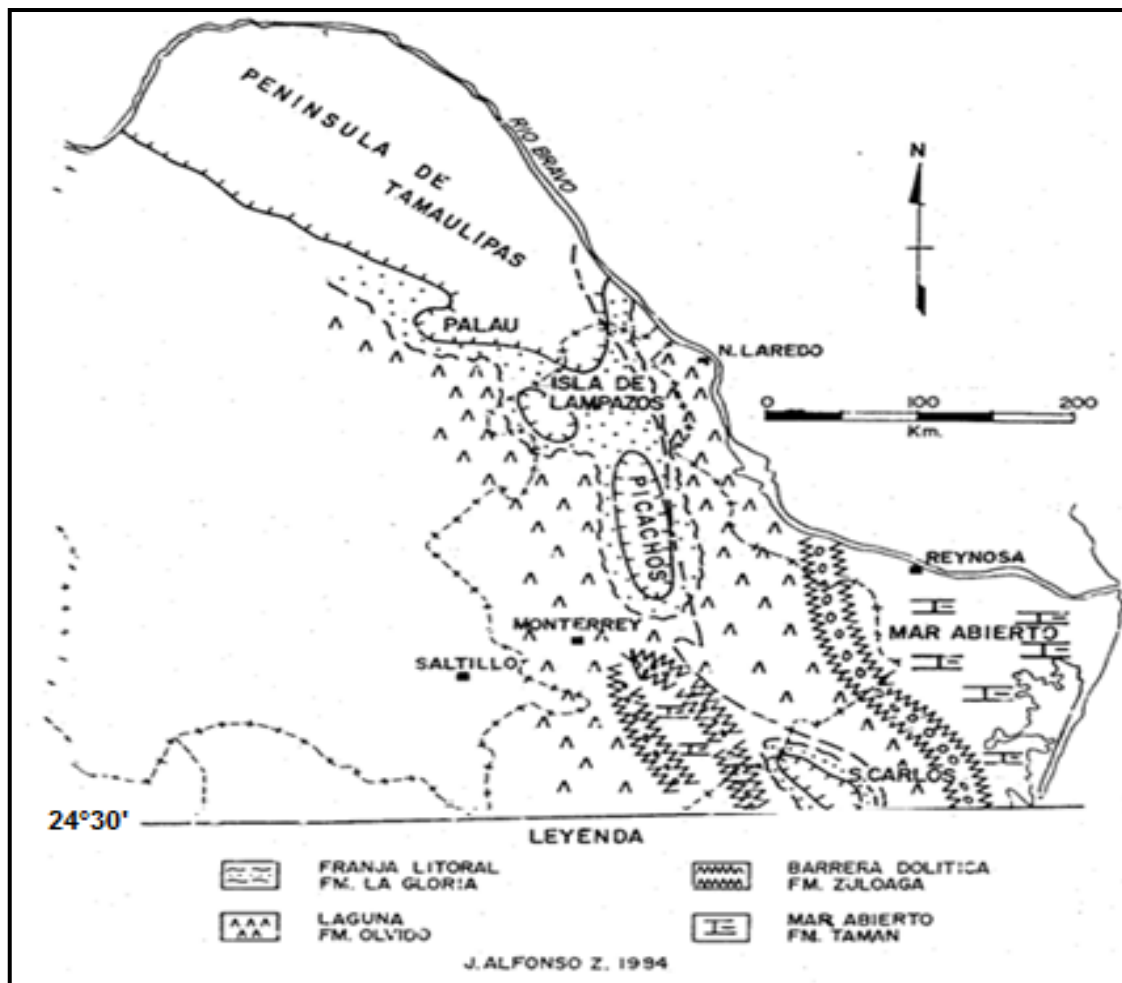 PENINSULA
DE
TAMAULIPAS
RIO BRAVO
N
PALAU
N. LAREDO
ISLA DE
LAMPAZOS
0 100 200
Km.
PICACHOS
REYNOSA
MONTERREY
MAR ABIERTO
SALTILLO
S. CARLOS
24°30'
LEYENDA
FRANJA LITORAL
FM. LA GLORIA
BARRERA OOLITICA
FM. ZULOAGA
LAGUNA
FM. OLVIDO
MAR ABIERTO
FM. TAMAN
J. ALFONSO Z. 1994